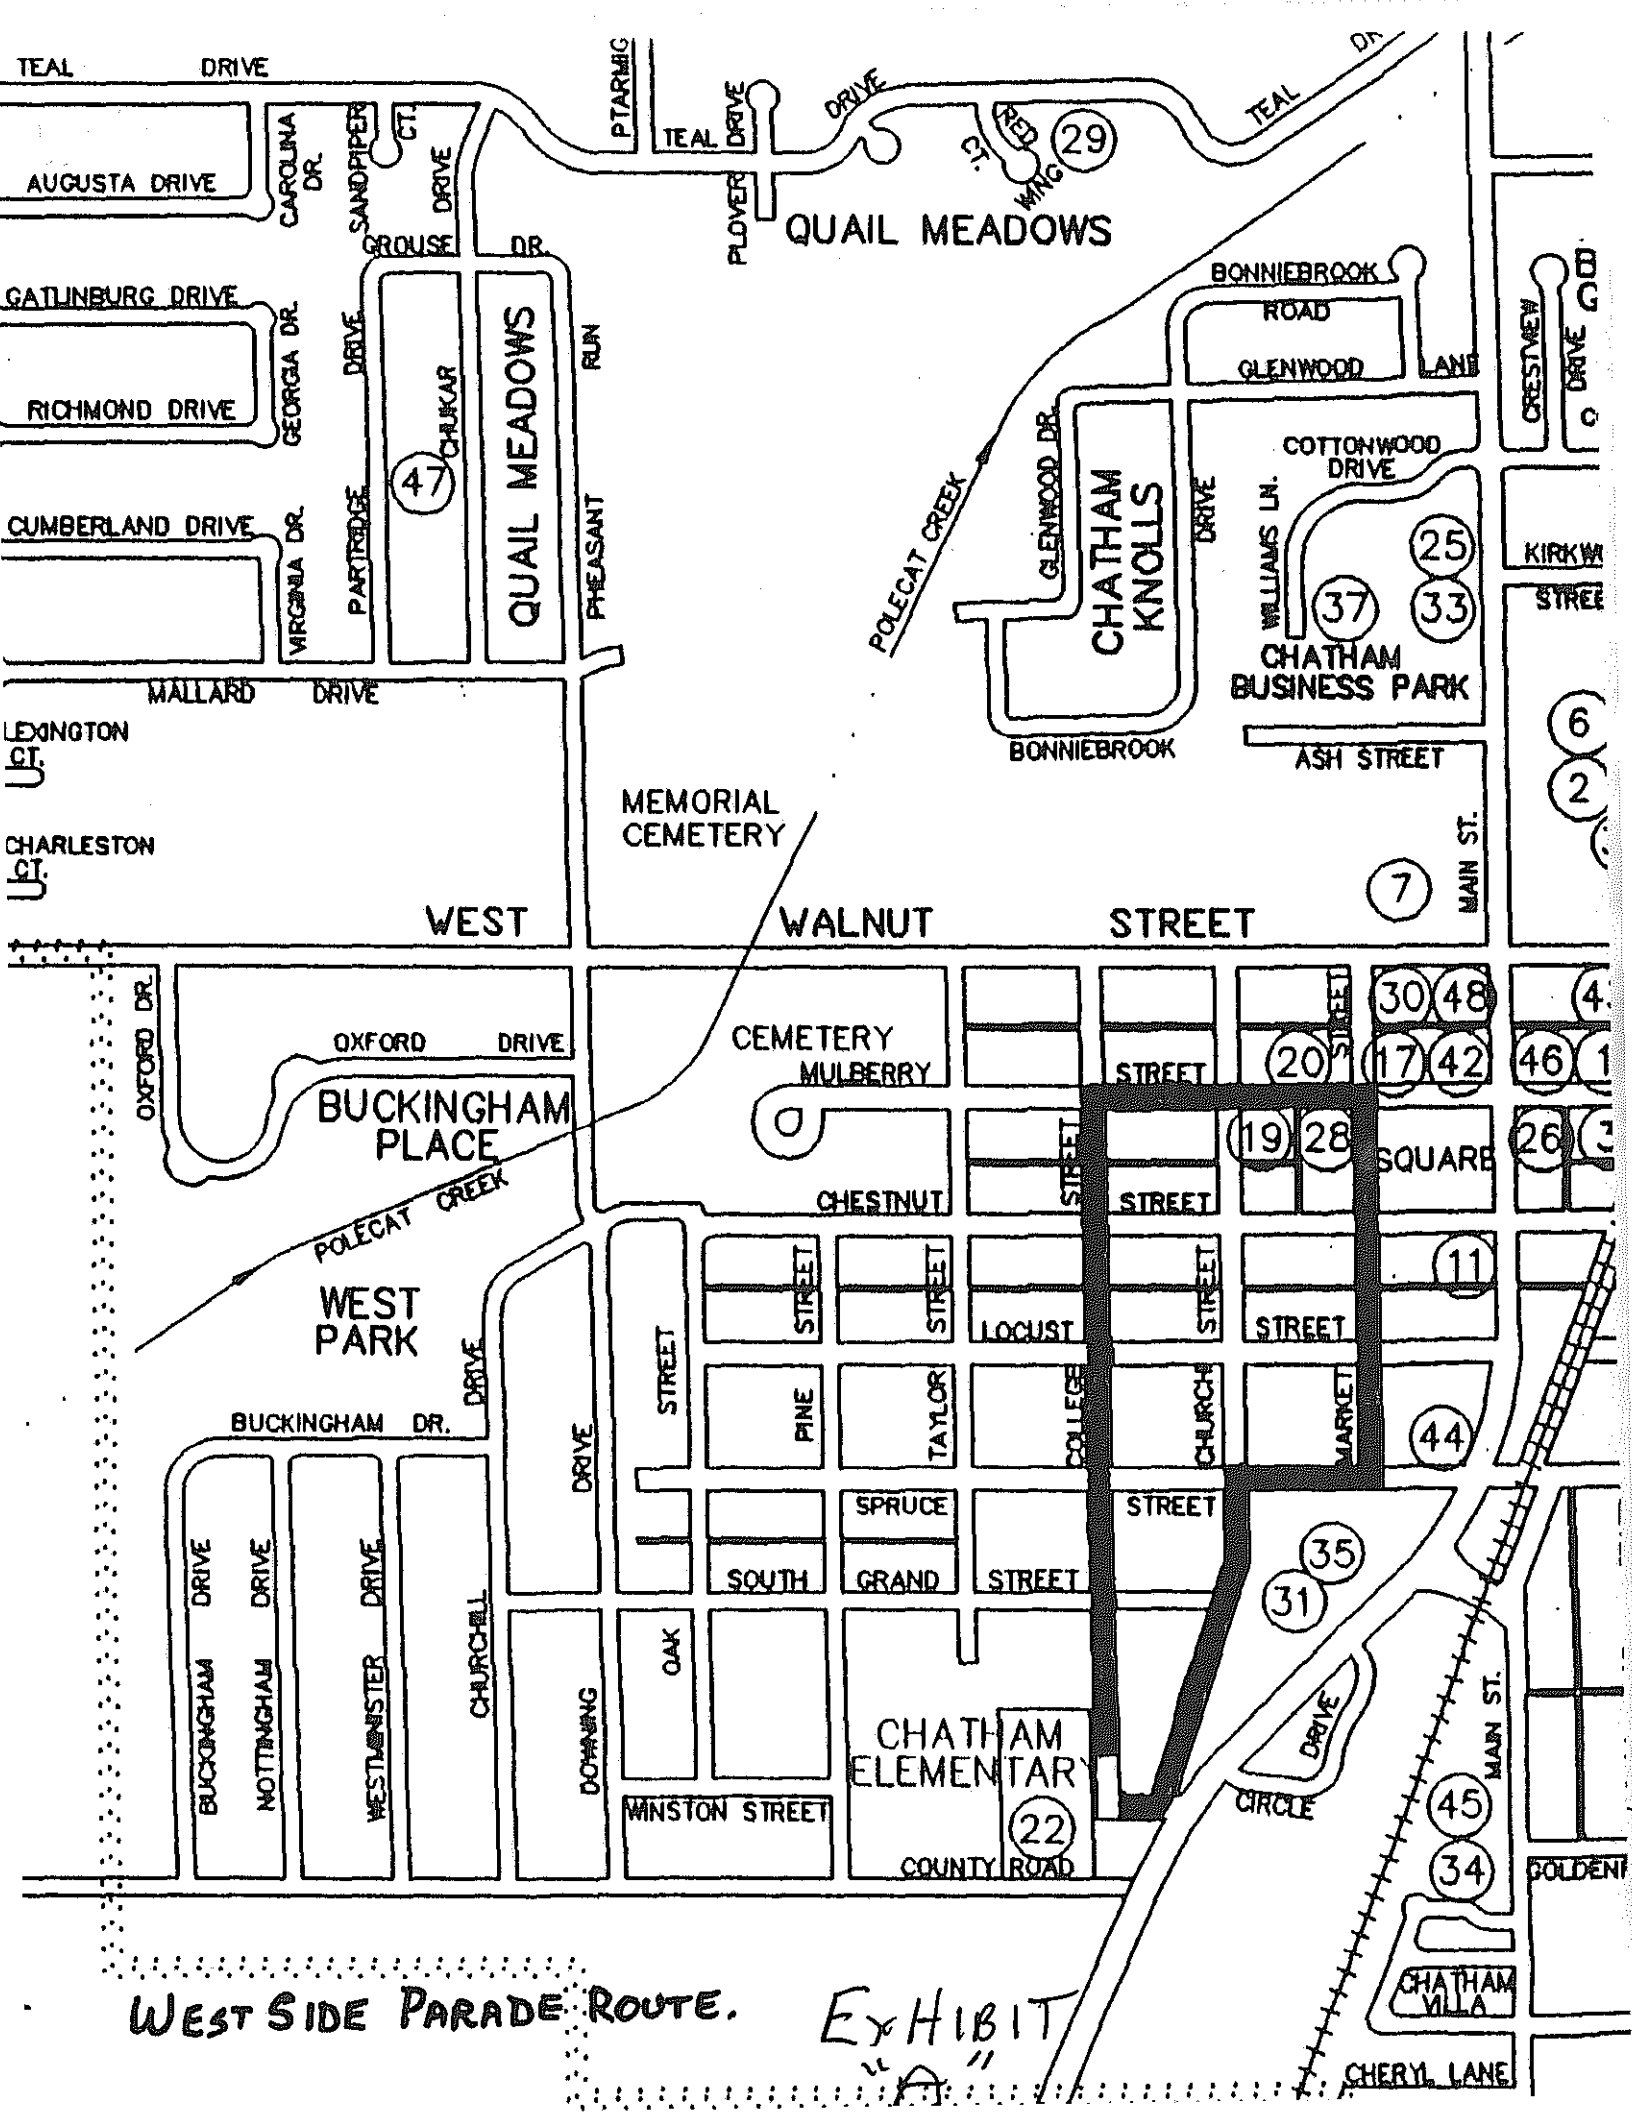 TEAL DRIVE
PTARMIG
TEAL
DRIVE
TEAL
DR
CAROLINA
DR.
SANDPIPER
CT.
DRIVE
PLOVER DRIVE
RED
WING
CT.
29
AUGUSTA DRIVE
QUAIL MEADOWS
GROUSE DR.
GATLINBURG DRIVE
GEORGIA DR.
RICHMOND DRIVE
PARTRIDGE DRIVE
CHUKAR
47
QUAIL MEADOWS
PHEASANT RUN
BONNIEBROOK
ROAD
GLENWOOD LANE
CRESTVIEW
DRIVE
B
G
C
GLENWOOD DR.
CHATHAM
KNOLLS
DRIVE
COTTONWOOD
DRIVE
WILLIAMS LN.
25
37
33
KIRKW
STREE
POLECAT CREEK
CUMBERLAND DRIVE
VIRGINIA DR.
MALLARD DRIVE
CHATHAM
BUSINESS PARK
BONNIEBROOK
ASH STREET
6
2
LEXINGTON
CT.
MEMORIAL
CEMETERY
CHARLESTON
CT.
7
MAIN ST.
WEST WALNUT STREET
OXFORD DR.
OXFORD DRIVE
CEMETERY
MULBERRY STREET
STREET
30
48
4
20
17
42
46
1
BUCKINGHAM
PLACE
STREET
19
28
SQUARE
26
3
POLECAT CREEK
CHESTNUT STREET
WEST
PARK
STREET
STREET
STREET
11
LOCUST STREET
DRIVE
STREET
PINE
TAYLOR
COLLEGE
CHURCH
MARKET
44
BUCKINGHAM DR.
DRIVE
SPRUCE STREET
35
31
SOUTH GRAND STREET
BUCKINGHAM DRIVE
NOTTINGHAM DRIVE
WESTMINISTER DRIVE
CHURCHILL
DOWNING
OAK
CHATHAM
ELEMENTARY
22
DRIVE
CIRCLE
MAIN ST.
45
34
WINSTON STREET
COUNTY ROAD
GOLDEN
CHATHAM
VILLA
CHERYL LANE
WEST SIDE PARADE ROUTE.
EXHIBIT
"A"